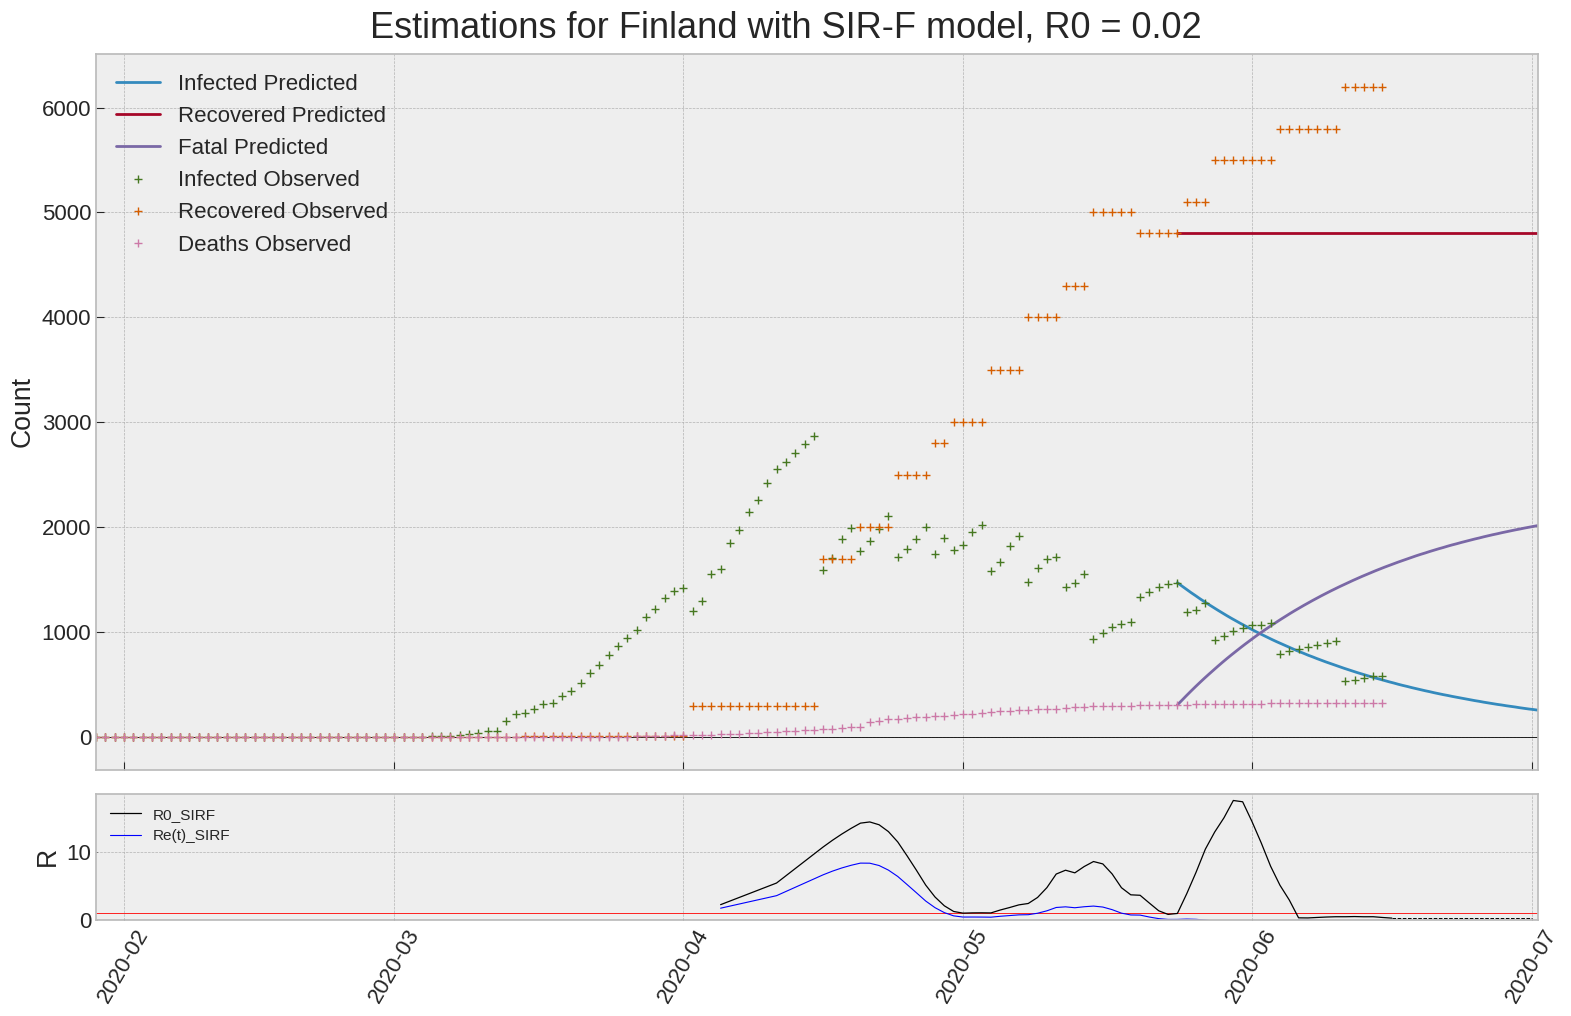 Estimations for Finland with SIR-F model, R0 = 0.02
Infected Predicted
Recovered Predicted
Fatal Predicted
Infected Observed
Recovered Observed
Deaths Observed
Count
6000
5000
4000
3000
2000
1000
0
R0_SIRF
Re(t)_SIRF
R
10
0
2020-02
2020-03
2020-04
2020-05
2020-06
2020-07